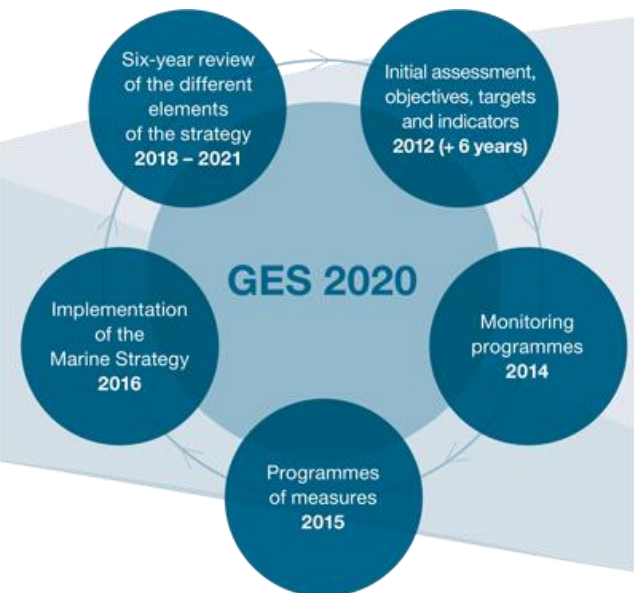 Six-year review
of the different
elements
of the strategy
2018 – 2021
Initial assessment,
objectives, targets
and indicators
2012 (+ 6 years)
GES 2020
Implementation
of the
Marine Strategy
2016
Monitoring
programmes
2014
Programmes
of measures
2015